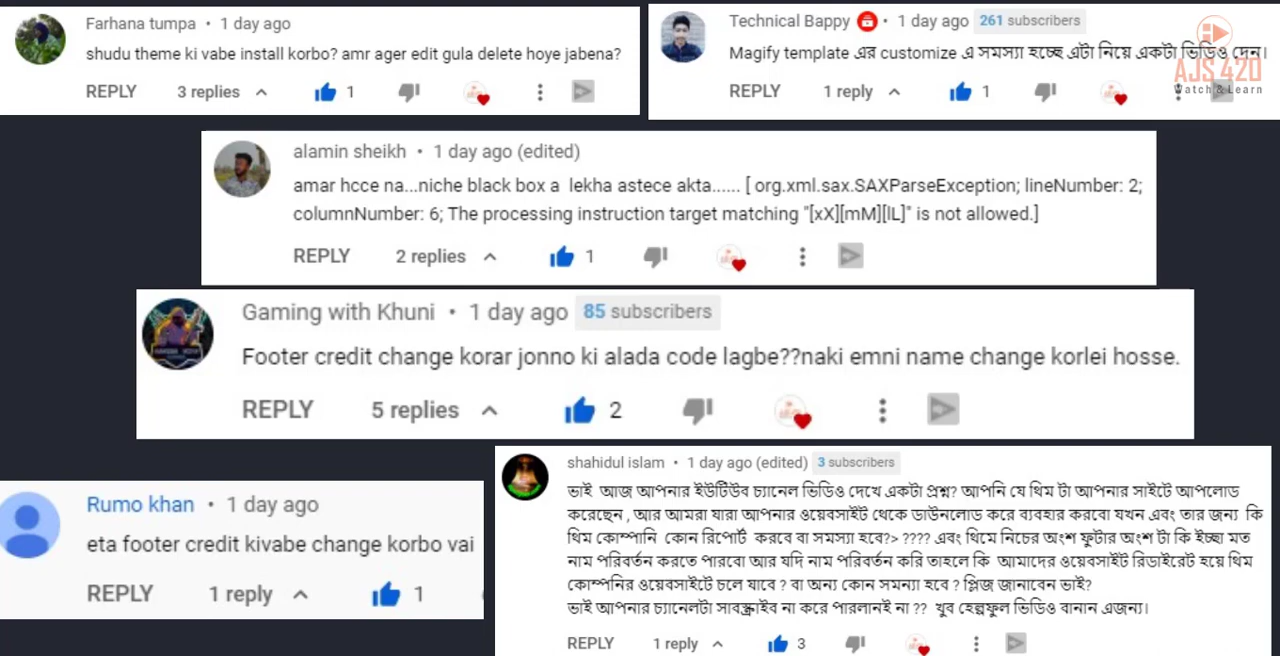 Farhana tumpa • 1 day ago
shudu theme ki vabe install korbo? amr ager edit gula delete hoye jabena?
REPLY 3 replies 1
Technical Bappy • 1 day ago 261 subscribers
Magify template এর customize এ সমস্যা হচ্ছে এটা নিয়ে একটা ভিডিও দেন।
REPLY 1 reply 1
AJS 420
Watch & Learn
alamin sheikh • 1 day ago (edited)
amar hcce na...niche black box a lekha astece akta...... [ org.xml.sax.SAXParseException; lineNumber: 2;
columnNumber: 6; The processing instruction target matching "[xX][mM][lL]" is not allowed.]
REPLY 2 replies 1
Gaming with Khuni • 1 day ago 85 subscribers
Footer credit change korar jonno ki alada code lagbe??naki emni name change korlei hosse.
REPLY 5 replies 2
Rumo khan • 1 day ago
eta footer credit kivabe change korbo vai
REPLY 1 reply 1
shahidul islam • 1 day ago (edited) 3 subscribers
ভাই আজ আপনার ইউটিউব চ্যানেল ভিডিও দেখে একটা প্রশ্ন? আপনি যে থিম টা আপনার সাইটে আপলোড
করেছেন , আর আমরা যারা আপনার ওয়েবসাইট থেকে ডাউনলোড করে ব্যবহার করবো যখন এবং তার জন্য কি
থিম কোম্পানি কোন রিপোর্ট করবে বা সমস্যা হবে?> ???? এবং থিমে নিচের অংশ ফুটার অংশ টা কি ইচ্ছা মত
নাম পরিবর্তন করতে পারবো আর যদি নাম পরিবর্তন করি তাহলে কি আমাদের ওয়েবসাইট রিডাইরেট হয়ে থিম
কোম্পনির ওয়েবসাইটে চলে যাবে ? বা অন্য কোন সমন্যা হবে ? প্লিজ জানাবেন ভাই?
ভাই আপনার চ্যানেলটা সাবস্ক্রাইব না করে পারলানই না ?? খুব হেল্পফুল ভিডিও বানান এজন্য।
REPLY 1 reply 3